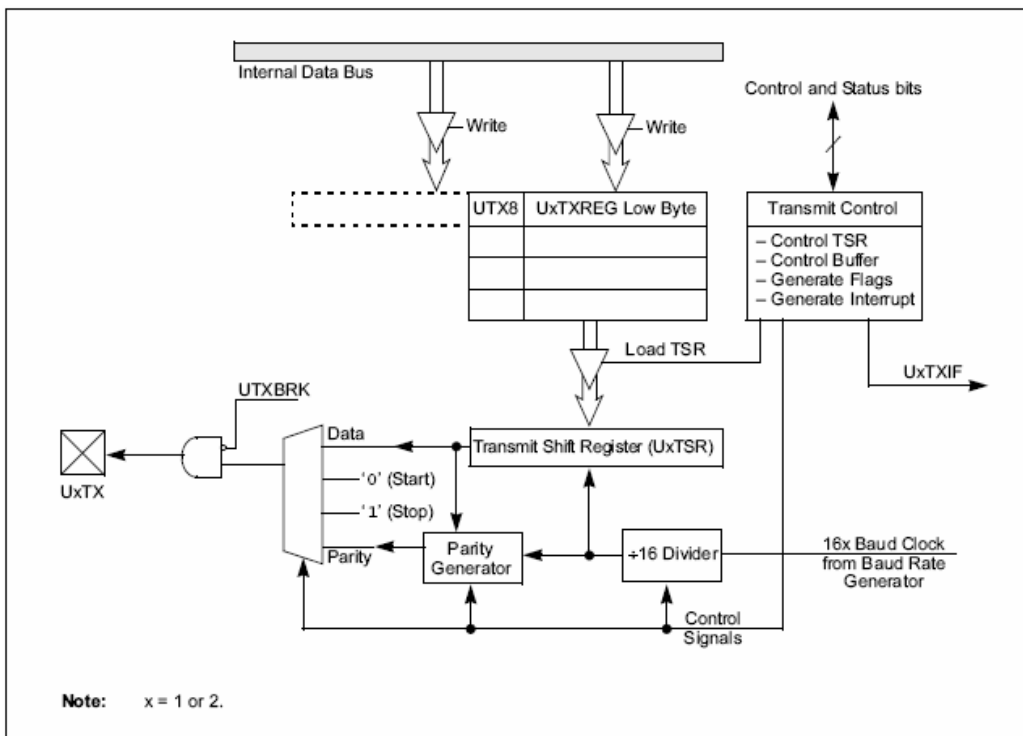 Internal Data Bus
Control and Status bits
Write
Write
UTX8
UxTXREG Low Byte
Transmit Control
– Control TSR
– Control Buffer
– Generate Flags
– Generate Interrupt
Load TSR
UxTXIF
UTXBRK
Data
Transmit Shift Register (UxTSR)
UxTX
‘0’ (Start)
‘1’ (Stop)
Parity
Parity
Generator
÷16 Divider
16x Baud Clock
from Baud Rate
Generator
Control
Signals
Note: x = 1 or 2.